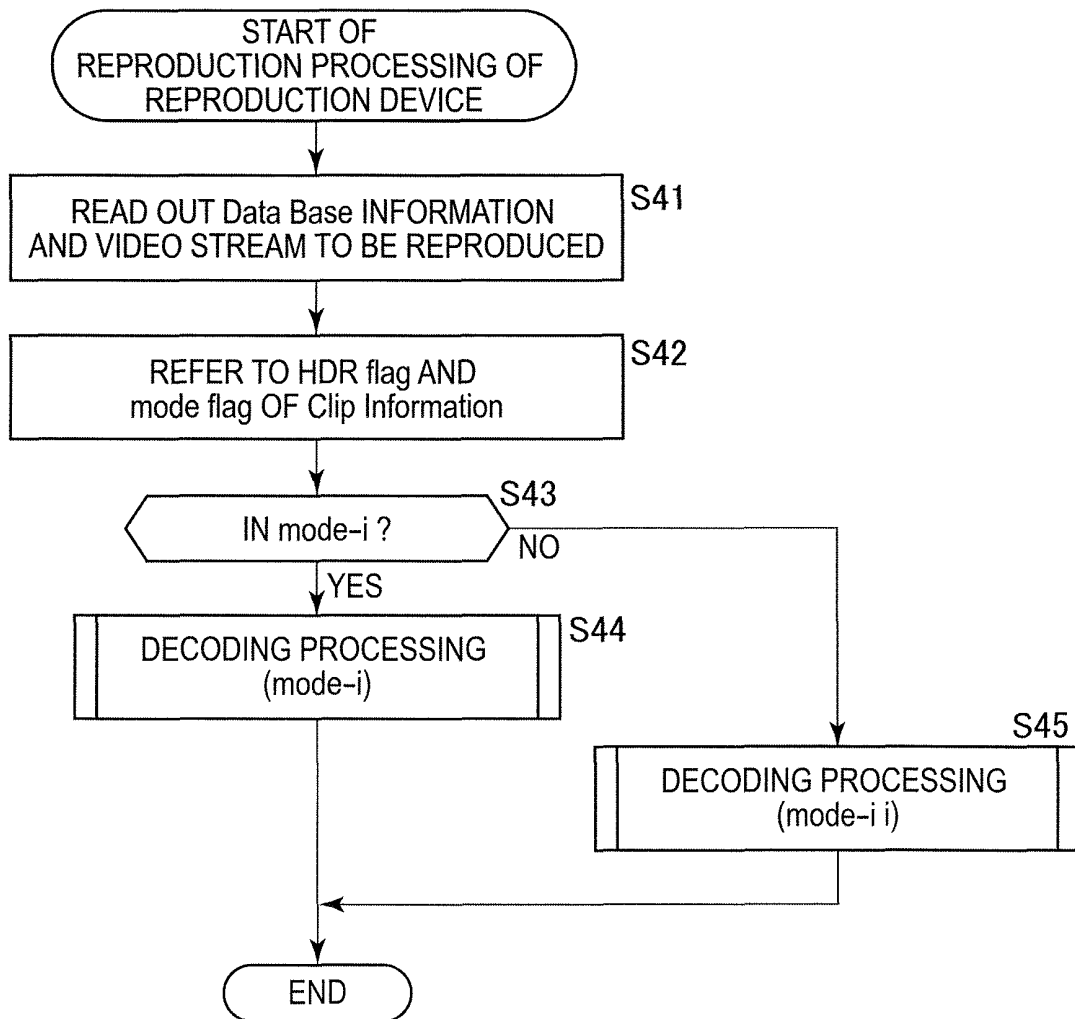 START OF
REPRODUCTION PROCESSING OF
REPRODUCTION DEVICE
S41
READ OUT Data Base INFORMATION
AND VIDEO STREAM TO BE REPRODUCED
S42
REFER TO HDR flag AND
mode flag OF Clip Information
S43
IN mode-i ?
NO
YES
S44
DECODING PROCESSING
(mode-i)
S45
DECODING PROCESSING
(mode-i i)
END